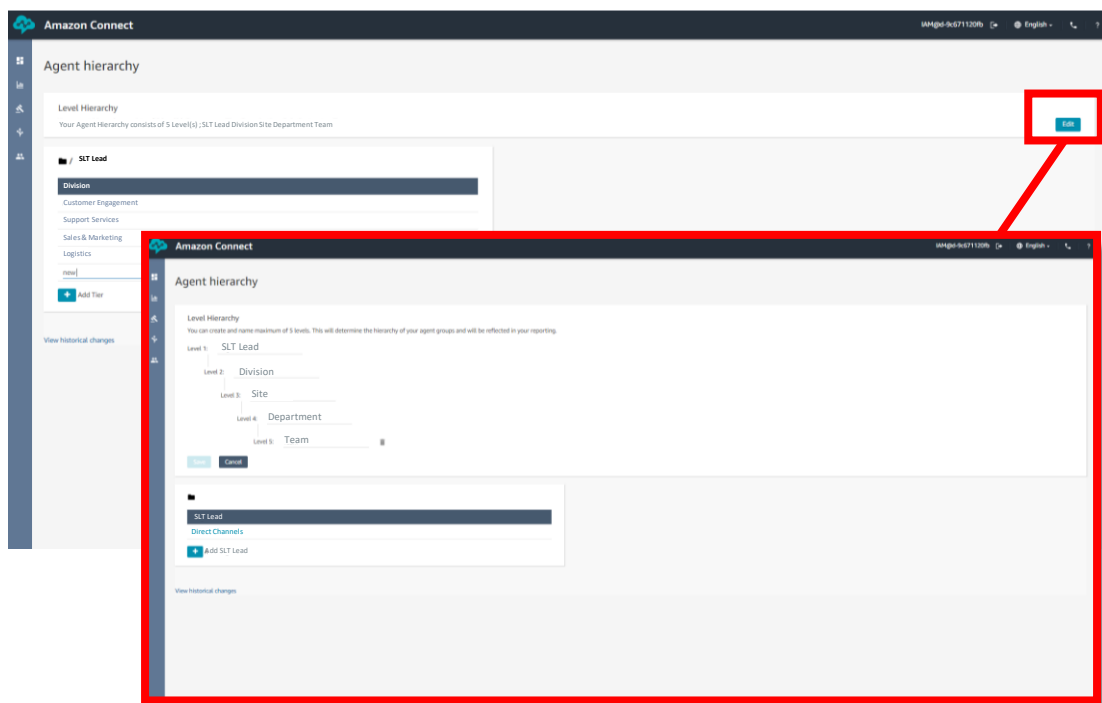 Amazon Connect
IAM@id-9c671120fb
English
?
Agent hierarchy
Level Hierarchy
Your Agent Hierarchy consists of 5 Level(s) ; SLT Lead Division Site Department Team
Edit
/ SLT Lead
Division
Customer Engagement
Support Services
Sales & Marketing
Logistics
new
+ Add Tier
View historical changes
Amazon Connect
IAM@id-9c671120fb
English
?
Agent hierarchy
Level Hierarchy
You can create and name maximum of 5 levels. This will determine the hierarchy of your agent groups and will be reflected in your reporting.
Level 1: SLT Lead
Level 2: Division
Level 3: Site
Level 4: Department
Level 5: Team
Save Cancel
SLT Lead
Direct Channels
+ Add SLT Lead
View historical changes